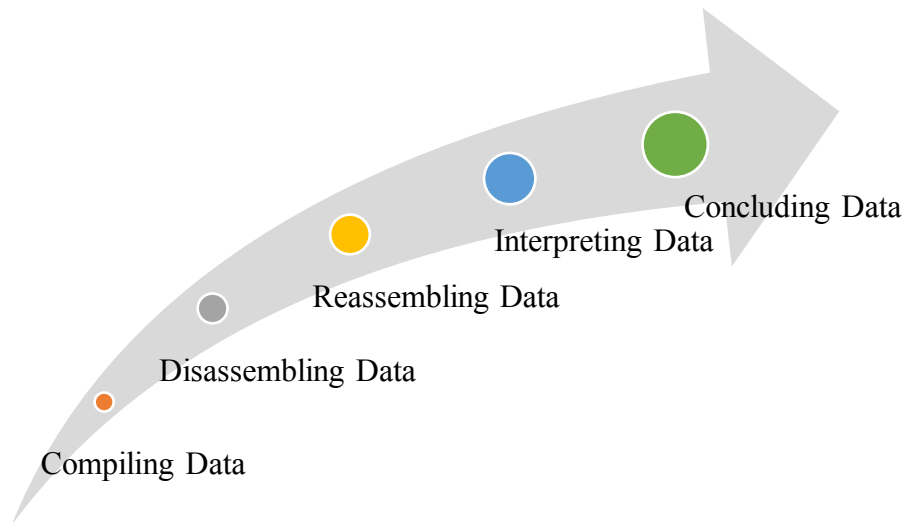 Concluding Data
Interpreting Data
Reassembling Data
Disassembling Data
Compiling Data